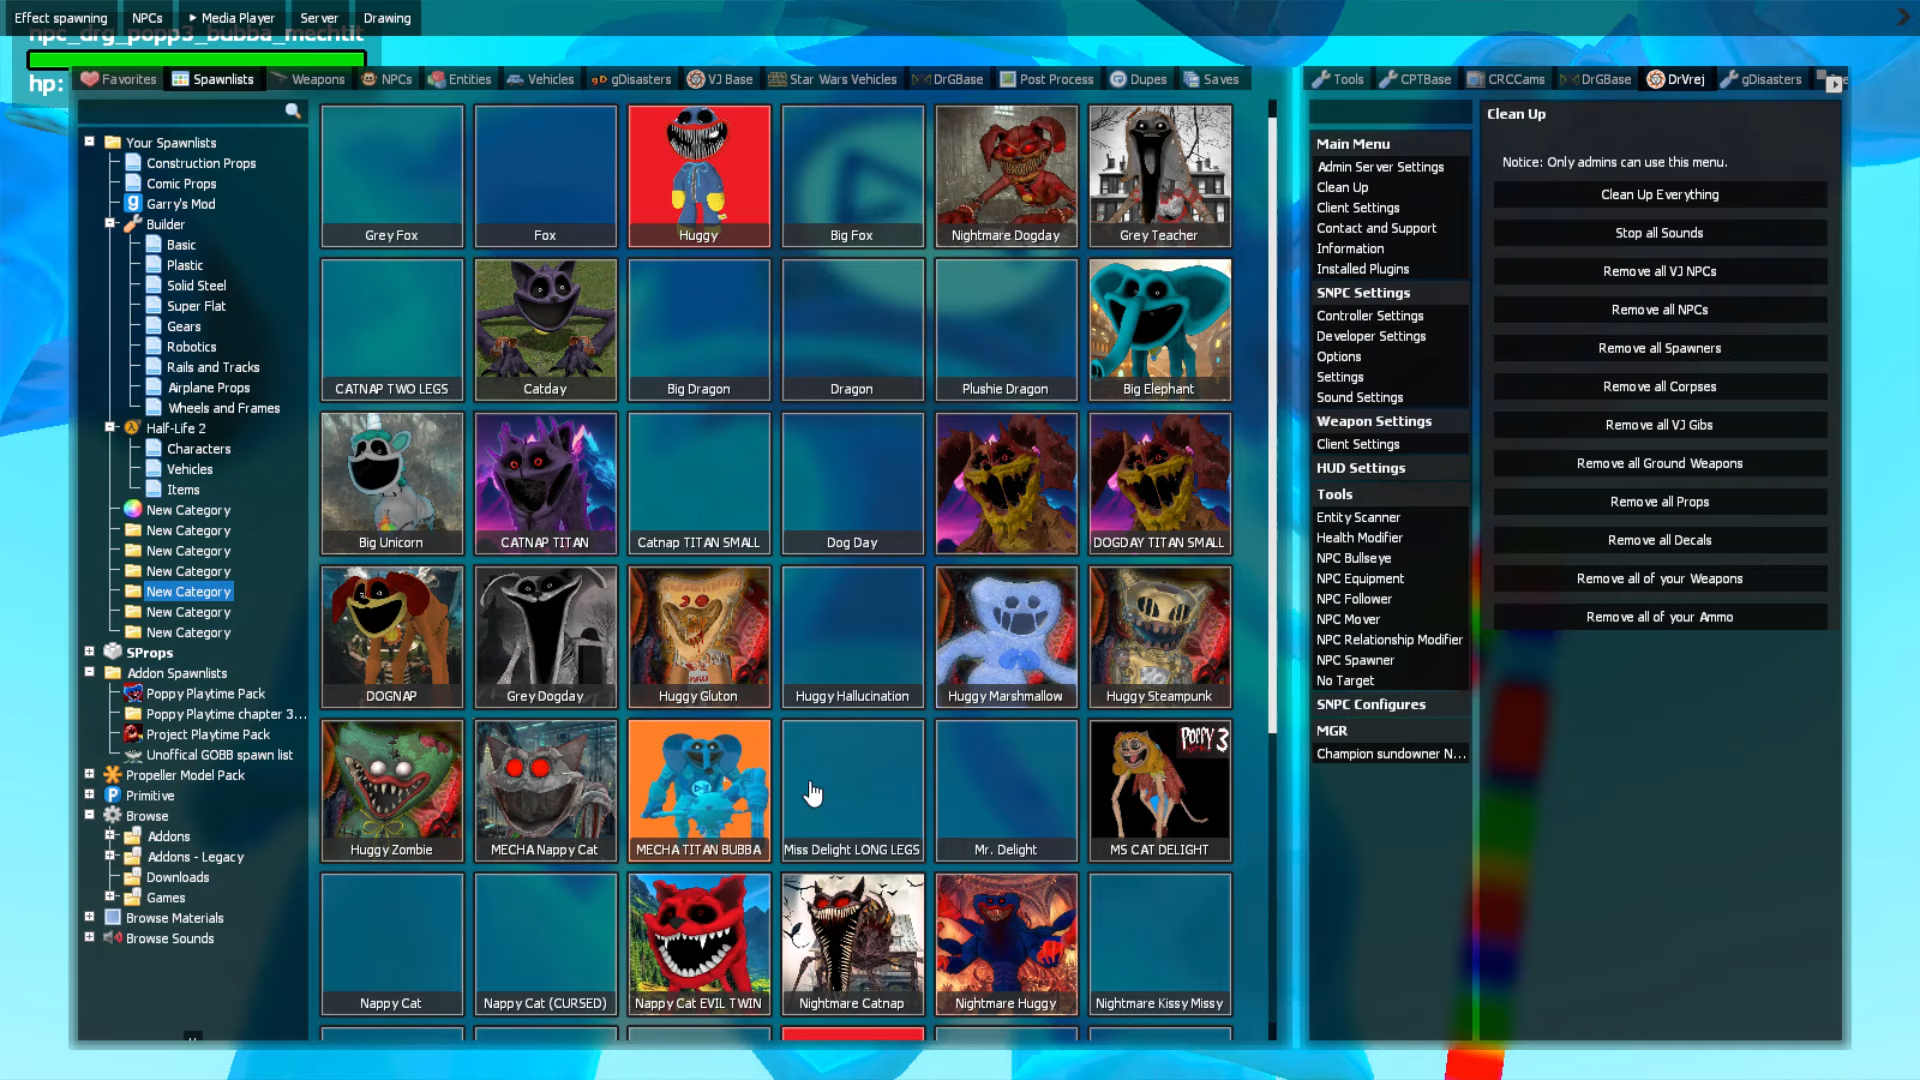 Effect spawning NPCs Media Player Server Drawing
npc_drg_popp3_bubba_mechtit
hp:
Favorites Spawnlists Weapons NPCs Entities Vehicles gDisasters VJ Base Star Wars Vehicles DrGBase Post Process Dupes Saves
Your Spawnlists
Construction Props
Comic Props
Garry's Mod
Builder
Basic
Plastic
Solid Steel
Super Flat
Gears
Robotics
Rails and Tracks
Airplane Props
Wheels and Frames
Half-Life 2
Characters
Vehicles
Items
New Category
New Category
New Category
New Category
New Category
New Category
New Category
SProps
Addon Spawnlists
Poppy Playtime Pack
Poppy Playtime chapter 3...
Project Playtime Pack
Unoffical GOBB spawn list
Propeller Model Pack
Primitive
Browse
Addons
Addons - Legacy
Downloads
Games
Browse Materials
Browse Sounds
Grey Fox Fox Huggy Big Fox Nightmare Dogday Grey Teacher
CATNAP TWO LEGS Catday Big Dragon Dragon Plushie Dragon Big Elephant
Big Unicorn CATNAP TITAN Catnap TITAN SMALL Dog Day DOGDAY TITAN SMALL
DOGNAP Grey Dogday Huggy Gluton Huggy Hallucination Huggy Marshmallow Huggy Steampunk
POPPY 3
Huggy Zombie MECHA Nappy Cat MECHA TITAN BUBBA Miss Delight LONG LEGS Mr. Delight MS CAT DELIGHT
Nappy Cat Nappy Cat (CURSED) Nappy Cat EVIL TWIN Nightmare Catnap Nightmare Huggy Nightmare Kissy Missy
Tools CPTBase CRCCams DrGBase DrVrej gDisasters
Main Menu
Admin Server Settings
Clean Up
Client Settings
Contact and Support
Information
Installed Plugins
SNPC Settings
Controller Settings
Developer Settings
Options
Settings
Sound Settings
Weapon Settings
Client Settings
HUD Settings
Tools
Entity Scanner
Health Modifier
NPC Bullseye
NPC Equipment
NPC Follower
NPC Mover
NPC Relationship Modifier
NPC Spawner
No Target
SNPC Configures
MGR
Champion sundowner N...
Clean Up
Notice: Only admins can use this menu.
Clean Up Everything
Stop all Sounds
Remove all VJ NPCs
Remove all NPCs
Remove all Spawners
Remove all Corpses
Remove all VJ Gibs
Remove all Ground Weapons
Remove all Props
Remove all Decals
Remove all of your Weapons
Remove all of your Ammo